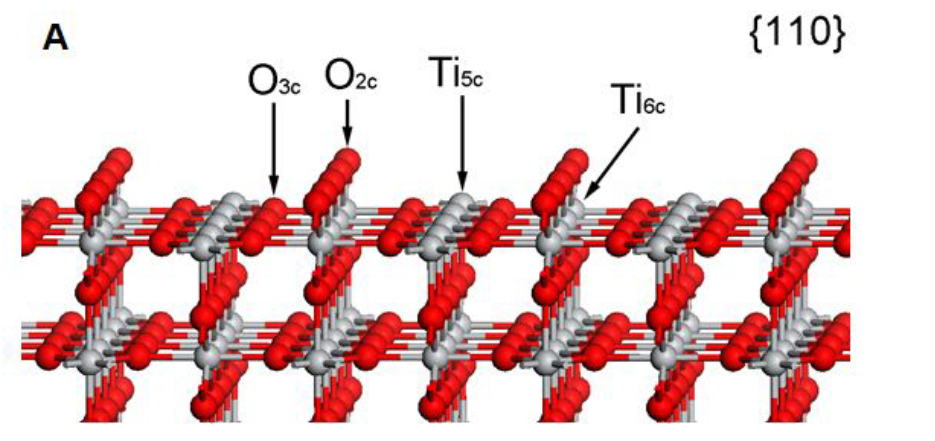 A
{110}
O3c
O2c
Ti5c
Ti6c